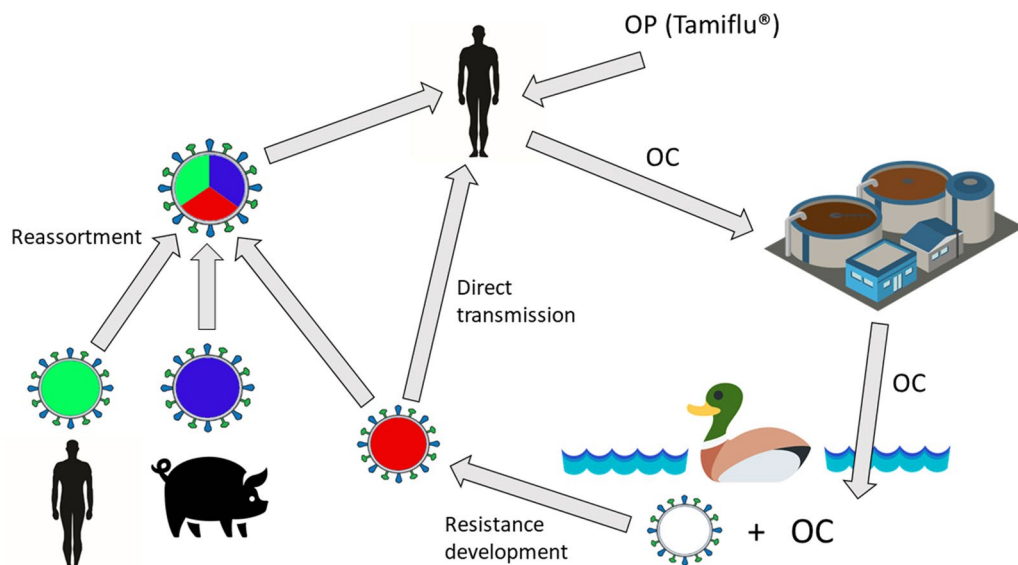 OP (Tamiflu®)
OC
Reassortment
Direct
transmission
OC
Resistance
development
+ OC